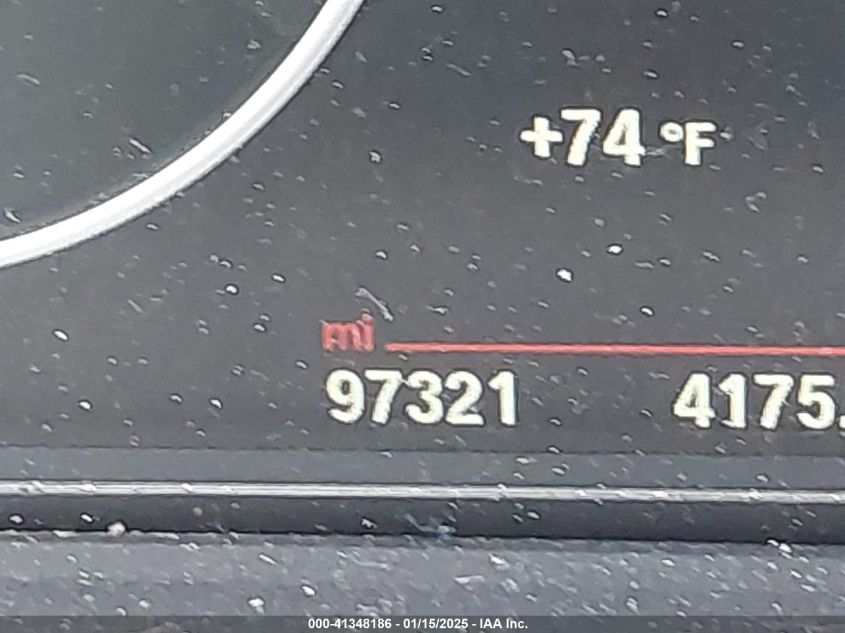 +74 °F
mi
97321 4175.
000-41348186 - 01/15/2025 - IAA Inc.